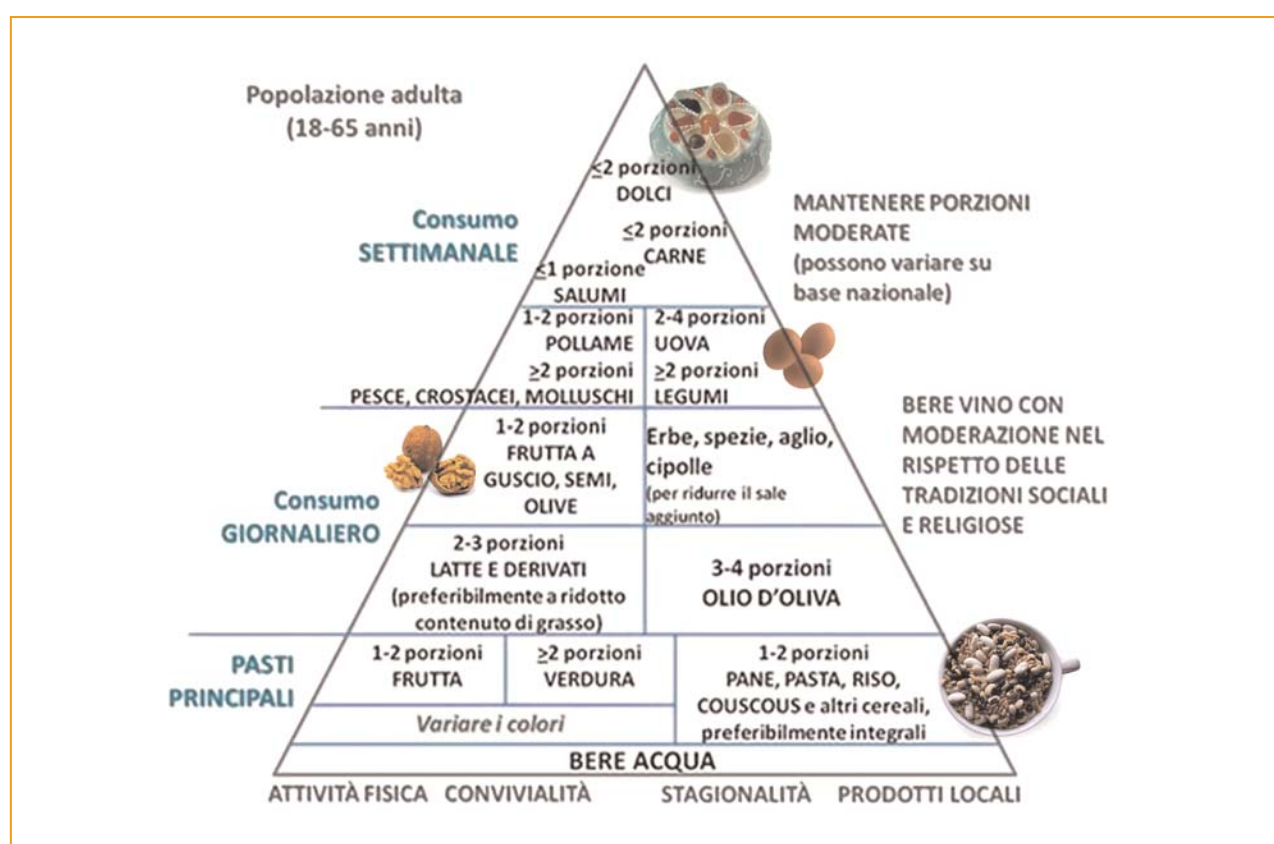 Popolazione adulta
(18-65 anni)
≤2 porzioni
DOLCI
Consumo
SETTIMANALE
≤2 porzioni
CARNE
≤1 porzione
SALUMI
MANTENERE PORZIONI
MODERATE
(possono variare su
base nazionale)
1-2 porzioni
POLLAME
≥2 porzioni
PESCE, CROSTACEI, MOLLUSCHI
2-4 porzioni
UOVA
≥2 porzioni
LEGUMI
BERE VINO CON
MODERAZIONE NEL
RISPETTO DELLE
TRADIZIONI SOCIALI
E RELIGIOSE
Consumo
GIORNALIERO
1-2 porzioni
FRUTTA A
GUSCIO, SEMI,
OLIVE
Erbe, spezie, aglio,
cipolle
(per ridurre il sale
aggiunto)
2-3 porzioni
LATTE E DERIVATI
(preferibilmente a ridotto
contenuto di grasso)
3-4 porzioni
OLIO D'OLIVA
PASTI
PRINCIPALI
1-2 porzioni
FRUTTA
≥2 porzioni
VERDURA
Variare i colori
1-2 porzioni
PANE, PASTA, RISO,
COUSCOUS e altri cereali,
preferibilmente integrali
BERE ACQUA
ATTIVITÀ FISICA CONVIVIALITÀ STAGIONALITÀ PRODOTTI LOCALI